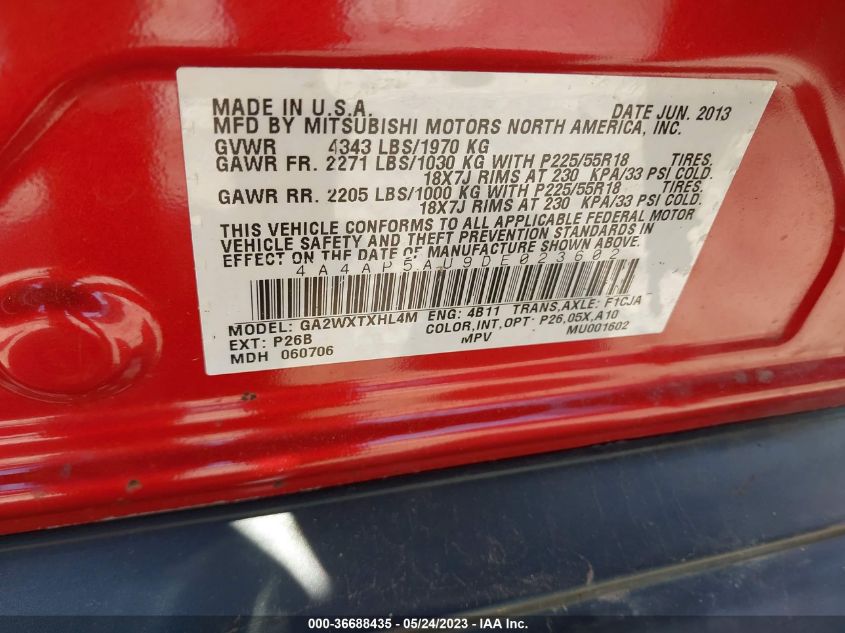 MADE IN U.S.A. DATE JUN. 2013
MFD BY MITSUBISHI MOTORS NORTH AMERICA, INC.
GVWR 4343 LBS/1970 KG
GAWR FR. 2271 LBS/1030 KG WITH P225/55R18 TIRES.
18X7J RIMS AT 230 KPA/33 PSI COLD.
GAWR RR. 2205 LBS/1000 KG WITH P225/55R18 TIRES.
18X7J RIMS AT 230 KPA/33 PSI COLD.
THIS VEHICLE CONFORMS TO ALL APPLICABLE FEDERAL MOTOR
VEHICLE SAFETY AND THEFT PREVENTION STANDARDS IN
EFFECT ON THE DATE OF MANUFACTURE SHOWN ABOVE.
4A4AP5AU9DE023602
MODEL: GA2WXTXHL4M ENG: 4B11 TRANS,AXLE: F1CJA
EXT: P26B COLOR,INT,OPT: P26,05X,A10
MDH 060706 MPV MU001602
000-36688435 - 05/24/2023 - IAAI.com